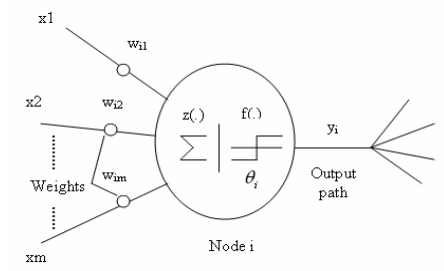 x1
wi1
x2
wi2
z(.)
f(.)
yi
θi
Weights
wim
Output
path
xm
Node i